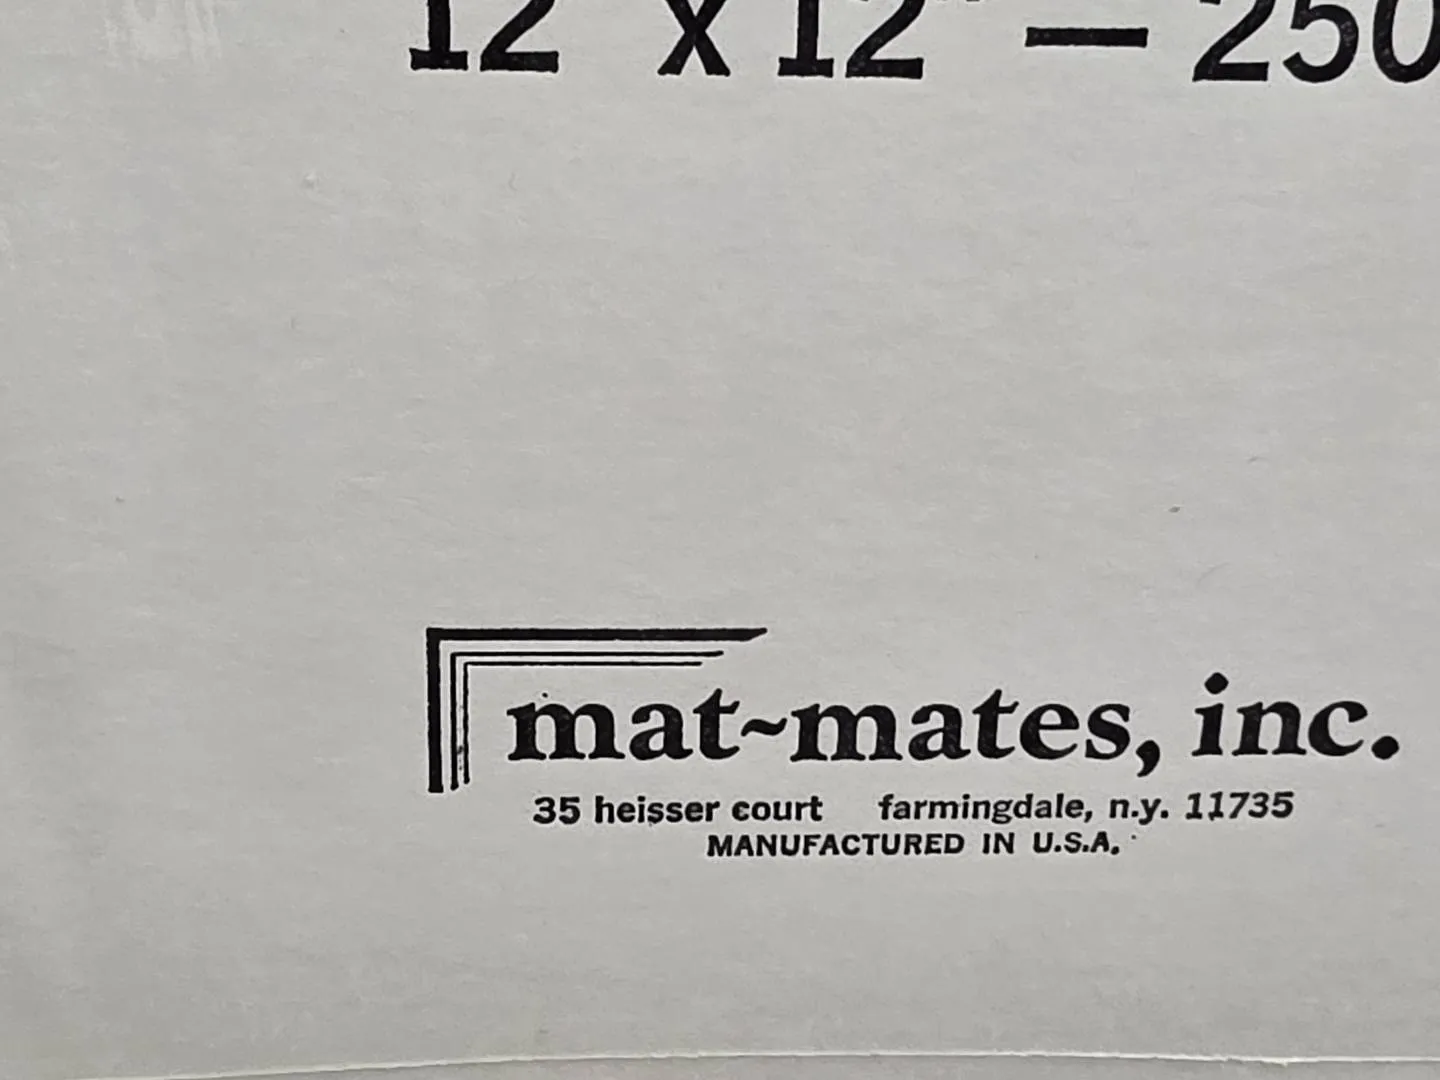 12" x 12" — 250
mat~mates, inc.
35 heisser court farmingdale, n.y. 11735
MANUFACTURED IN U.S.A.